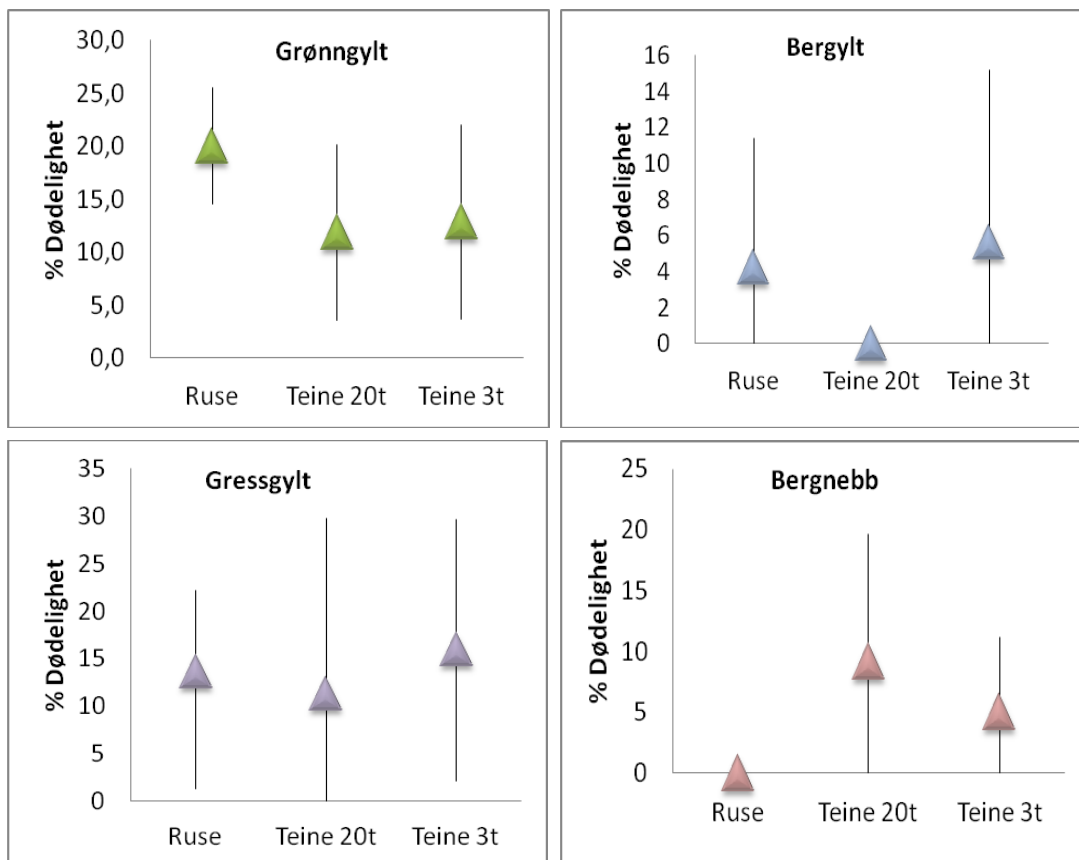 Grønngylt
% Dødelighet
30,0
25,0
20,0
15,0
10,0
5,0
0,0
Ruse Teine 20t Teine 3t
Bergylt
% Dødelighet
16
14
12
10
8
6
4
2
0
Ruse Teine 20t Teine 3t
Gressgylt
% Dødelighet
35
30
25
20
15
10
5
0
Ruse Teine 20t Teine 3t
Bergnebb
% Dødelighet
25
20
15
10
5
0
Ruse Teine 20t Teine 3t